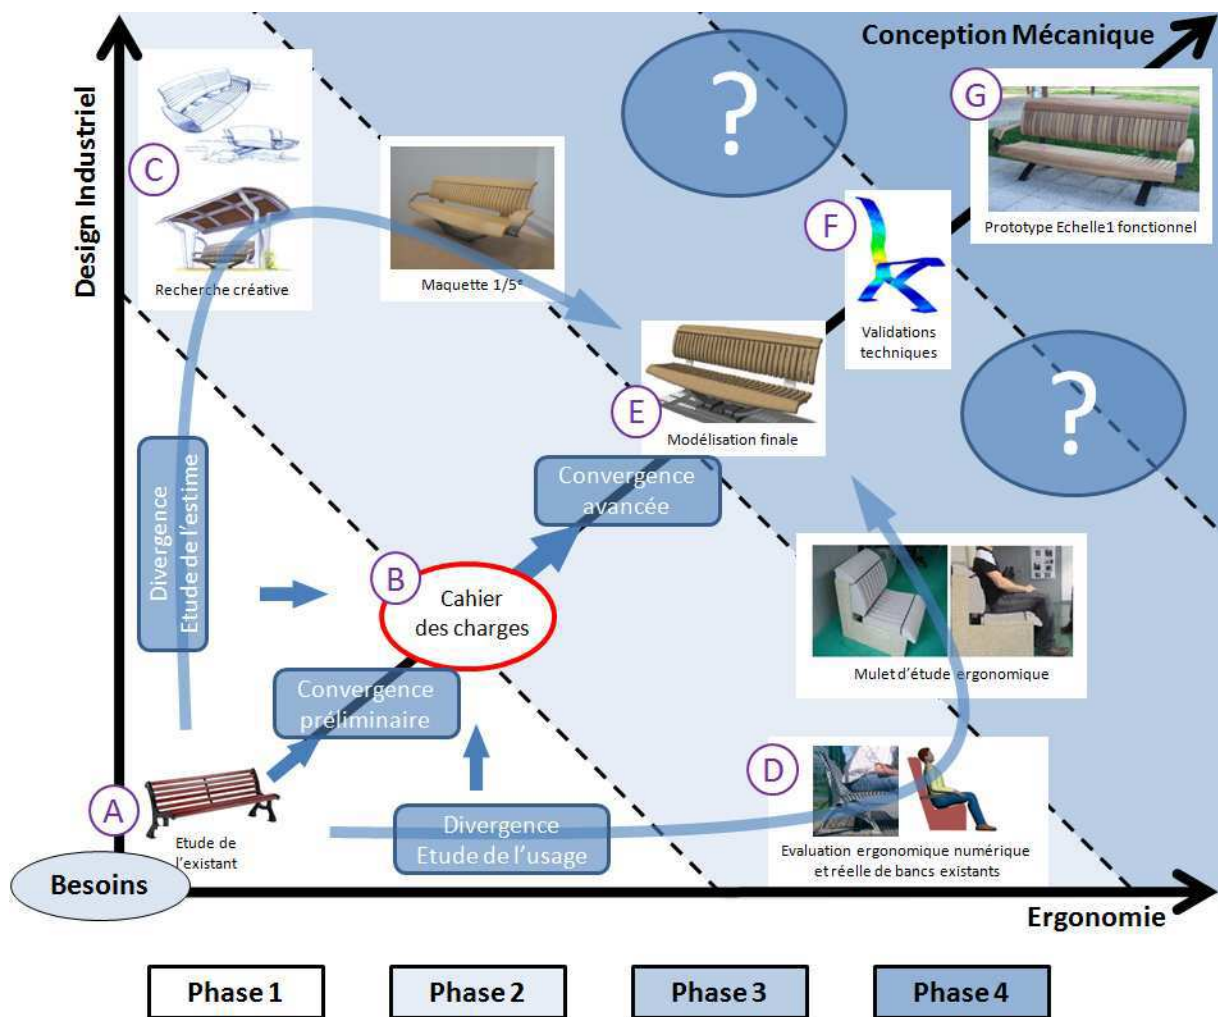 Conception Mécanique
Design Industriel
C
Recherche créative
Maquette 1/5e
?
G
Prototype Echelle1 fonctionnel
F
Validations
techniques
E
Modélisation finale
?
Divergence
Etude de l'estime
Convergence
avancée
B
Cahier
des charges
Convergence
préliminaire
Mulet d'étude ergonomique
A
Etude de
l'existant
Divergence
Etude de l'usage
D
Evaluation ergonomique numérique
et réelle de bancs existants
Besoins
Ergonomie
Phase 1
Phase 2
Phase 3
Phase 4